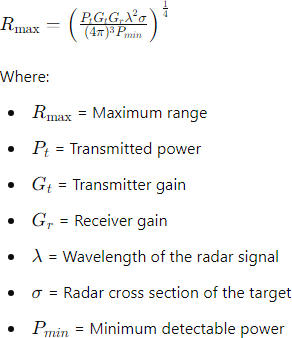 $R_{\max} = \left( \frac{P_t G_t G_r \lambda^2 \sigma}{(4\pi)^3 P_{min}} \right)^{\frac{1}{4}}$
Where:
• $R_{\max}$ = Maximum range
• $P_t$ = Transmitted power
• $G_t$ = Transmitter gain
• $G_r$ = Receiver gain
• $\lambda$ = Wavelength of the radar signal
• $\sigma$ = Radar cross section of the target
• $P_{min}$ = Minimum detectable power